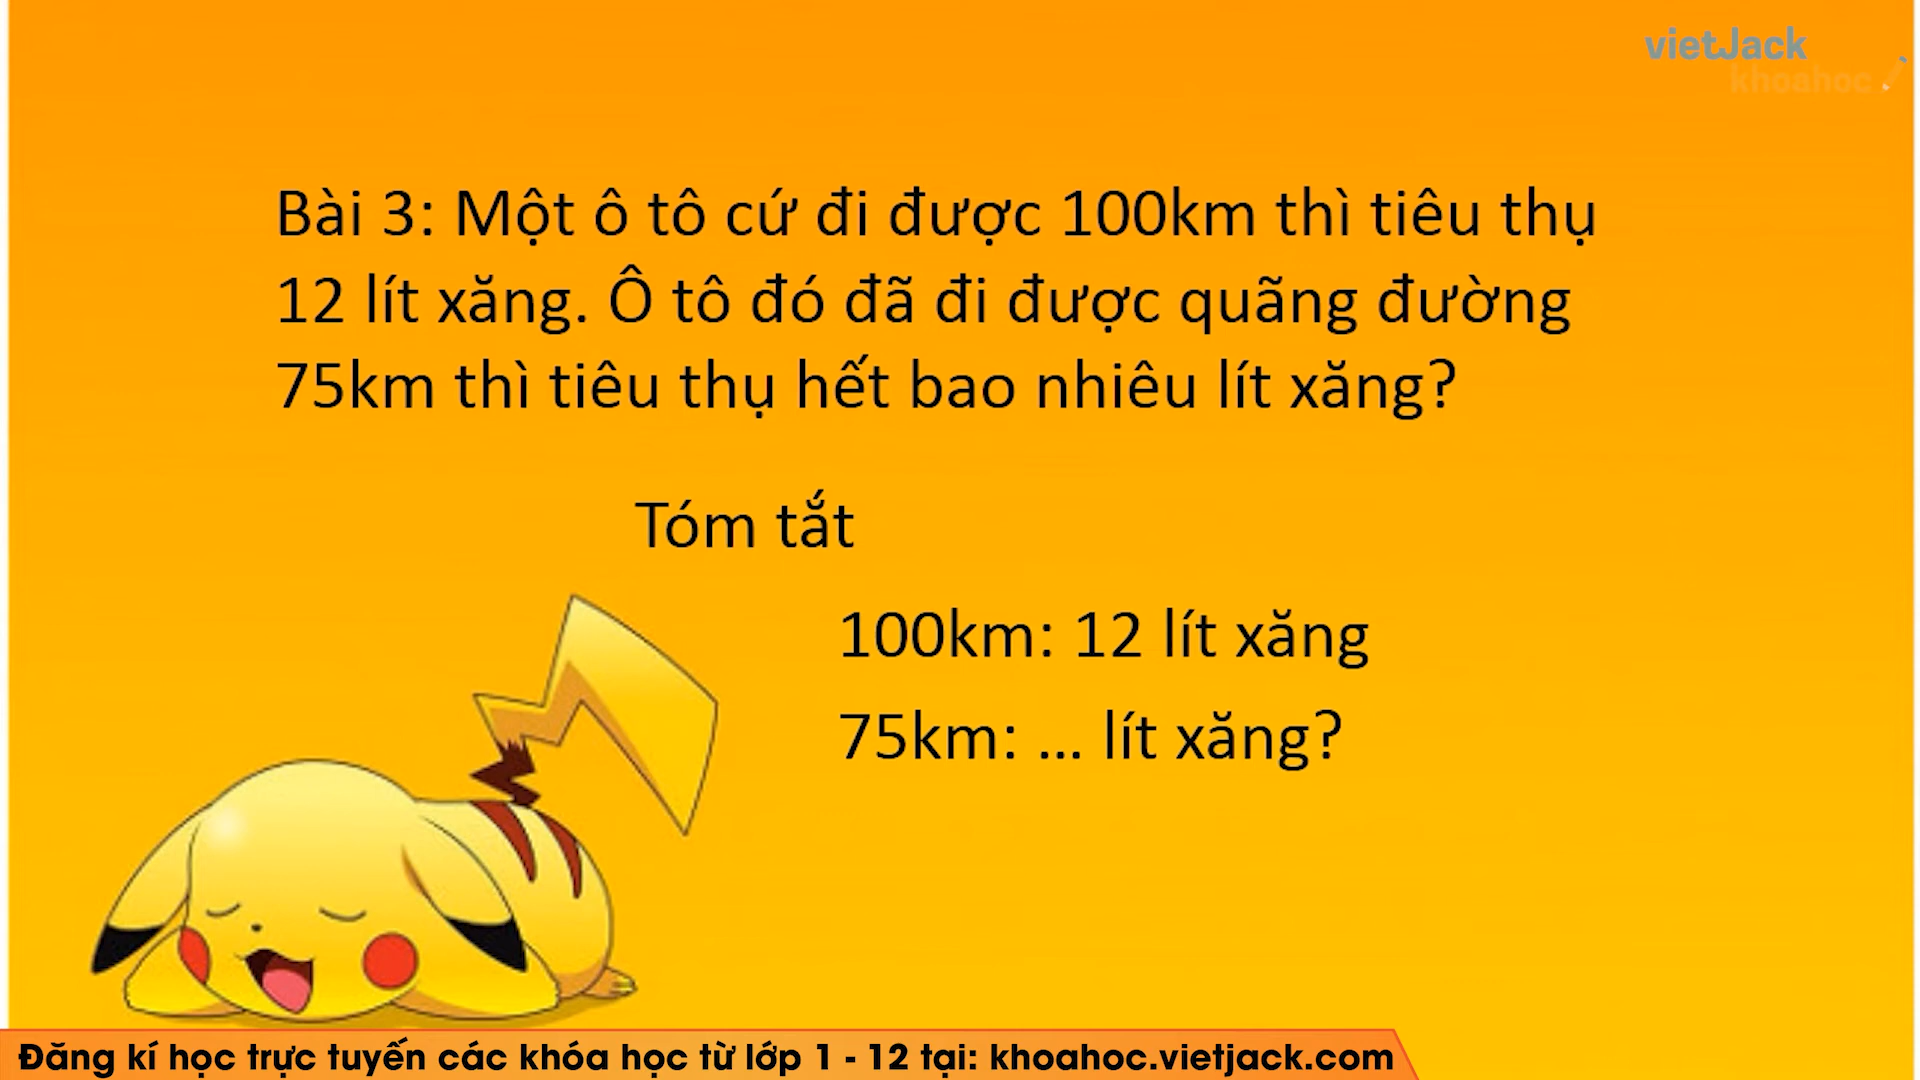 vietJack
khoahoc
Bài 3: Một ô tô cứ đi được 100km thì tiêu thụ
12 lít xăng. Ô tô đó đã đi được quãng đường
75km thì tiêu thụ hết bao nhiêu lít xăng?
Tóm tắt
100km: 12 lít xăng
75km: ... lít xăng?
Đăng kí học trực tuyến các khóa học từ lớp 1 - 12 tại: khoahoc.vietjack.com